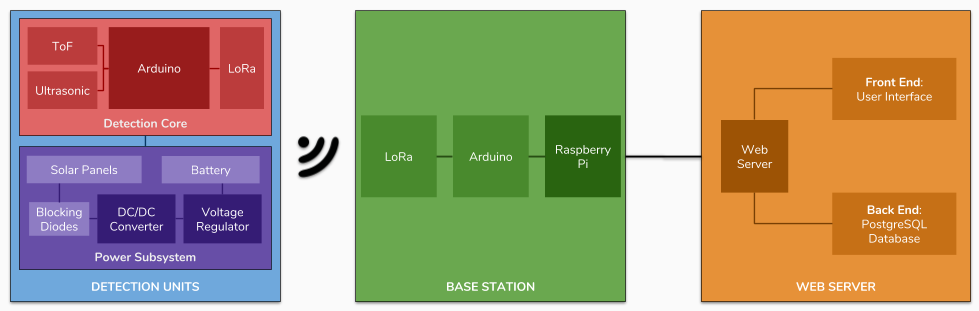 ToF
Ultrasonic
Arduino
LoRa
Detection Core
Solar Panels
Battery
Blocking
Diodes
DC/DC
Converter
Voltage
Regulator
Power Subsystem
DETECTION UNITS
LoRa
Arduino
Raspberry
Pi
BASE STATION
Web
Server
Front End:
User Interface
Back End:
PostgreSQL
Database
WEB SERVER